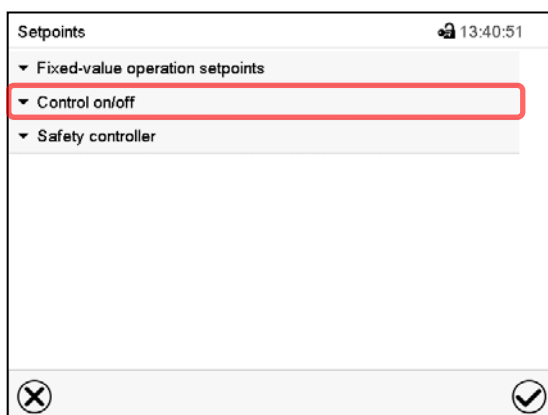 Setpoints 13:40:51
Fixed-value operation setpoints
Control on/off
Safety controller